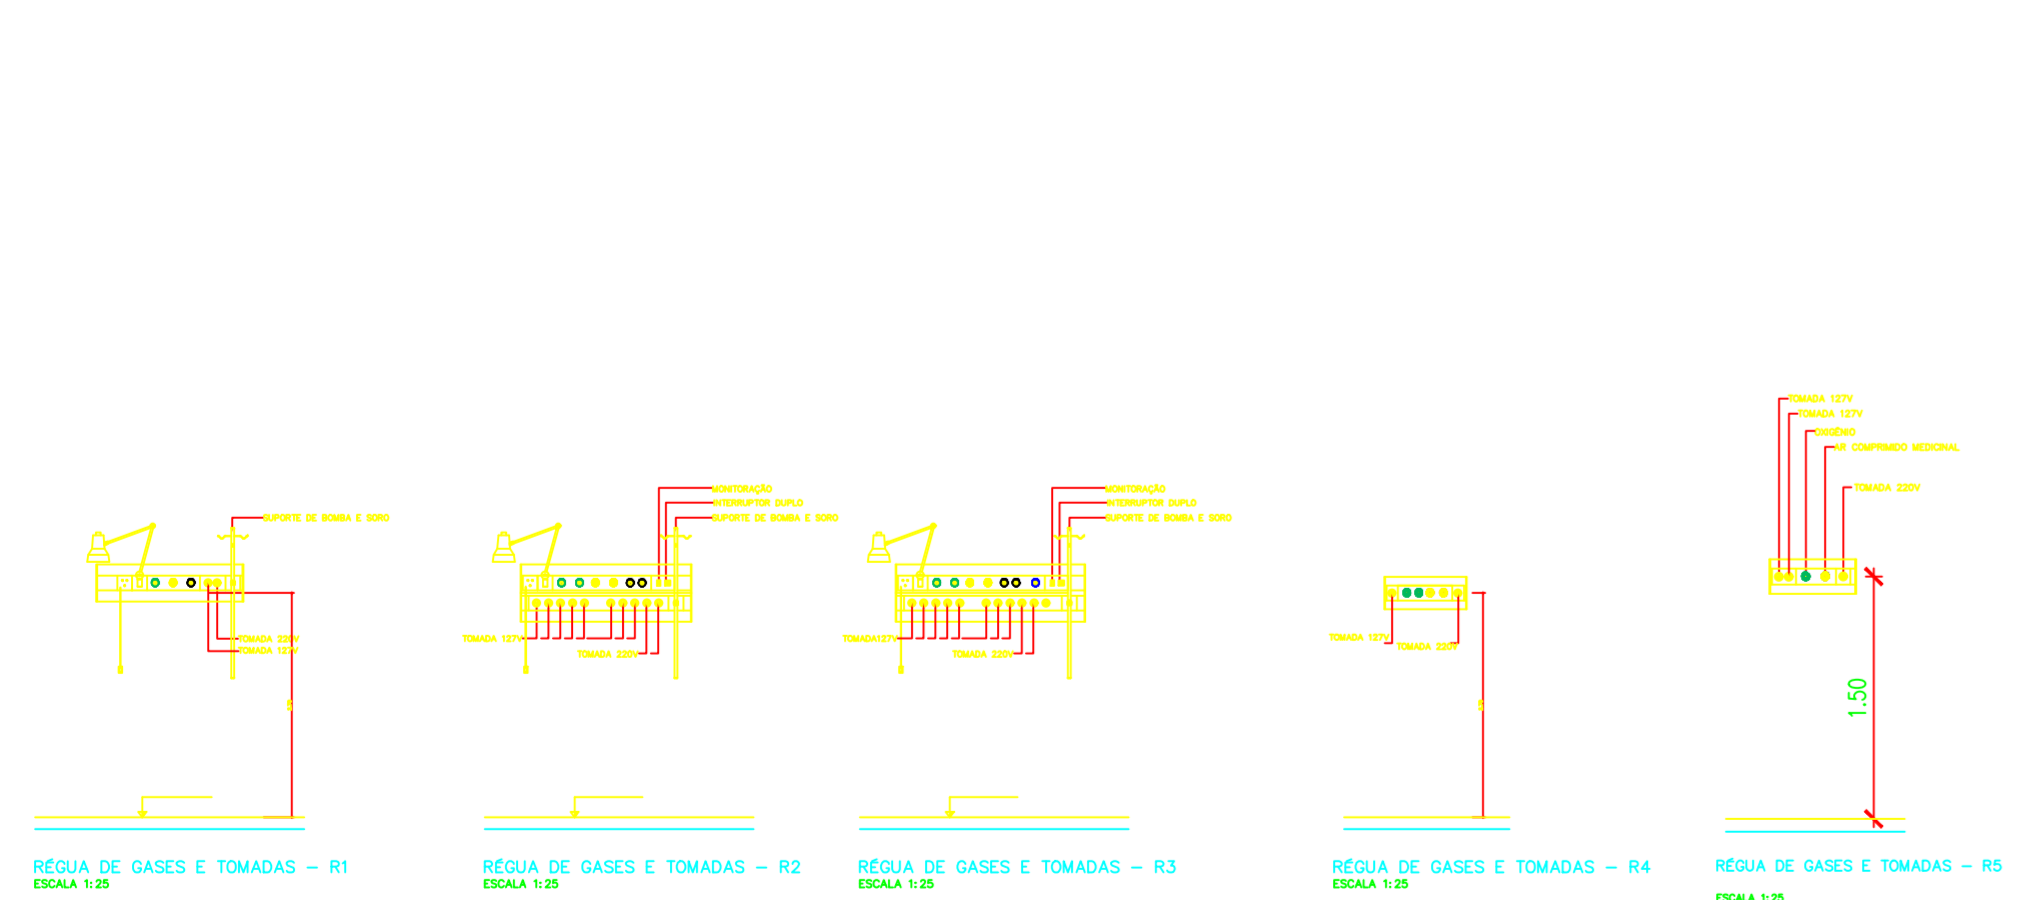 TOMADA 127V
TOMADA 127V
OXIGÊNIO
AR COMPRIMIDO MEDICINAL
TOMADA 220V
SUPORTE DE BOMBA E SORO
TOMADA 220V
TOMADA 127V
MONITORAÇÃO
INTERRUPTOR DUPLO
SUPORTE DE BOMBA E SORO
TOMADA 127V
TOMADA 220V
MONITORAÇÃO
INTERRUPTOR DUPLO
SUPORTE DE BOMBA E SORO
TOMADA127V
TOMADA 220V
TOMADA 127V
TOMADA 220V
1.50
RÉGUA DE GASES E TOMADAS – R1
ESCALA 1:25
RÉGUA DE GASES E TOMADAS – R2
ESCALA 1:25
RÉGUA DE GASES E TOMADAS – R3
ESCALA 1:25
RÉGUA DE GASES E TOMADAS – R4
ESCALA 1:25
RÉGUA DE GASES E TOMADAS – R5
ESCALA 1:25